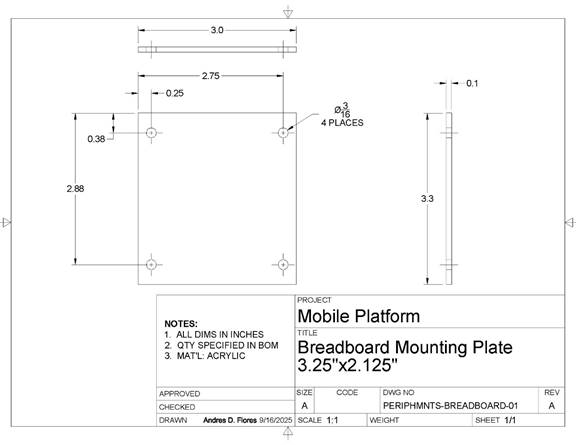 3.0
2.75
0.25
0.1
0.38
Ø3/16
4 PLACES
2.88
3.3
NOTES:
1. ALL DIMS IN INCHES
2. QTY SPECIFIED IN BOM
3. MAT'L: ACRYLIC
PROJECT
Mobile Platform
TITLE
Breadboard Mounting Plate
3.25"x2.125"
APPROVED
CHECKED
DRAWN Andres D. Flores 9/16/2025
SIZE CODE DWG NO REV
A PERIPHMNTS-BREADBOARD-01 A
SCALE 1:1 WEIGHT SHEET 1/1